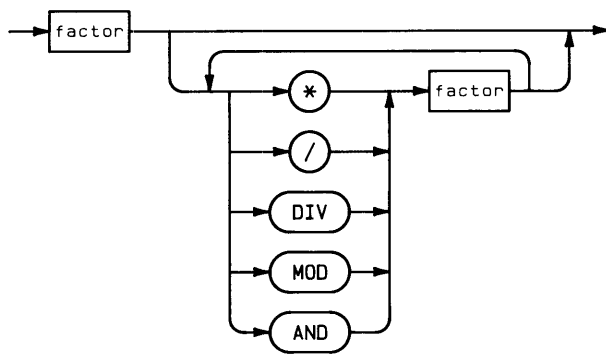 factor
* factor
/
DIV
MOD
AND